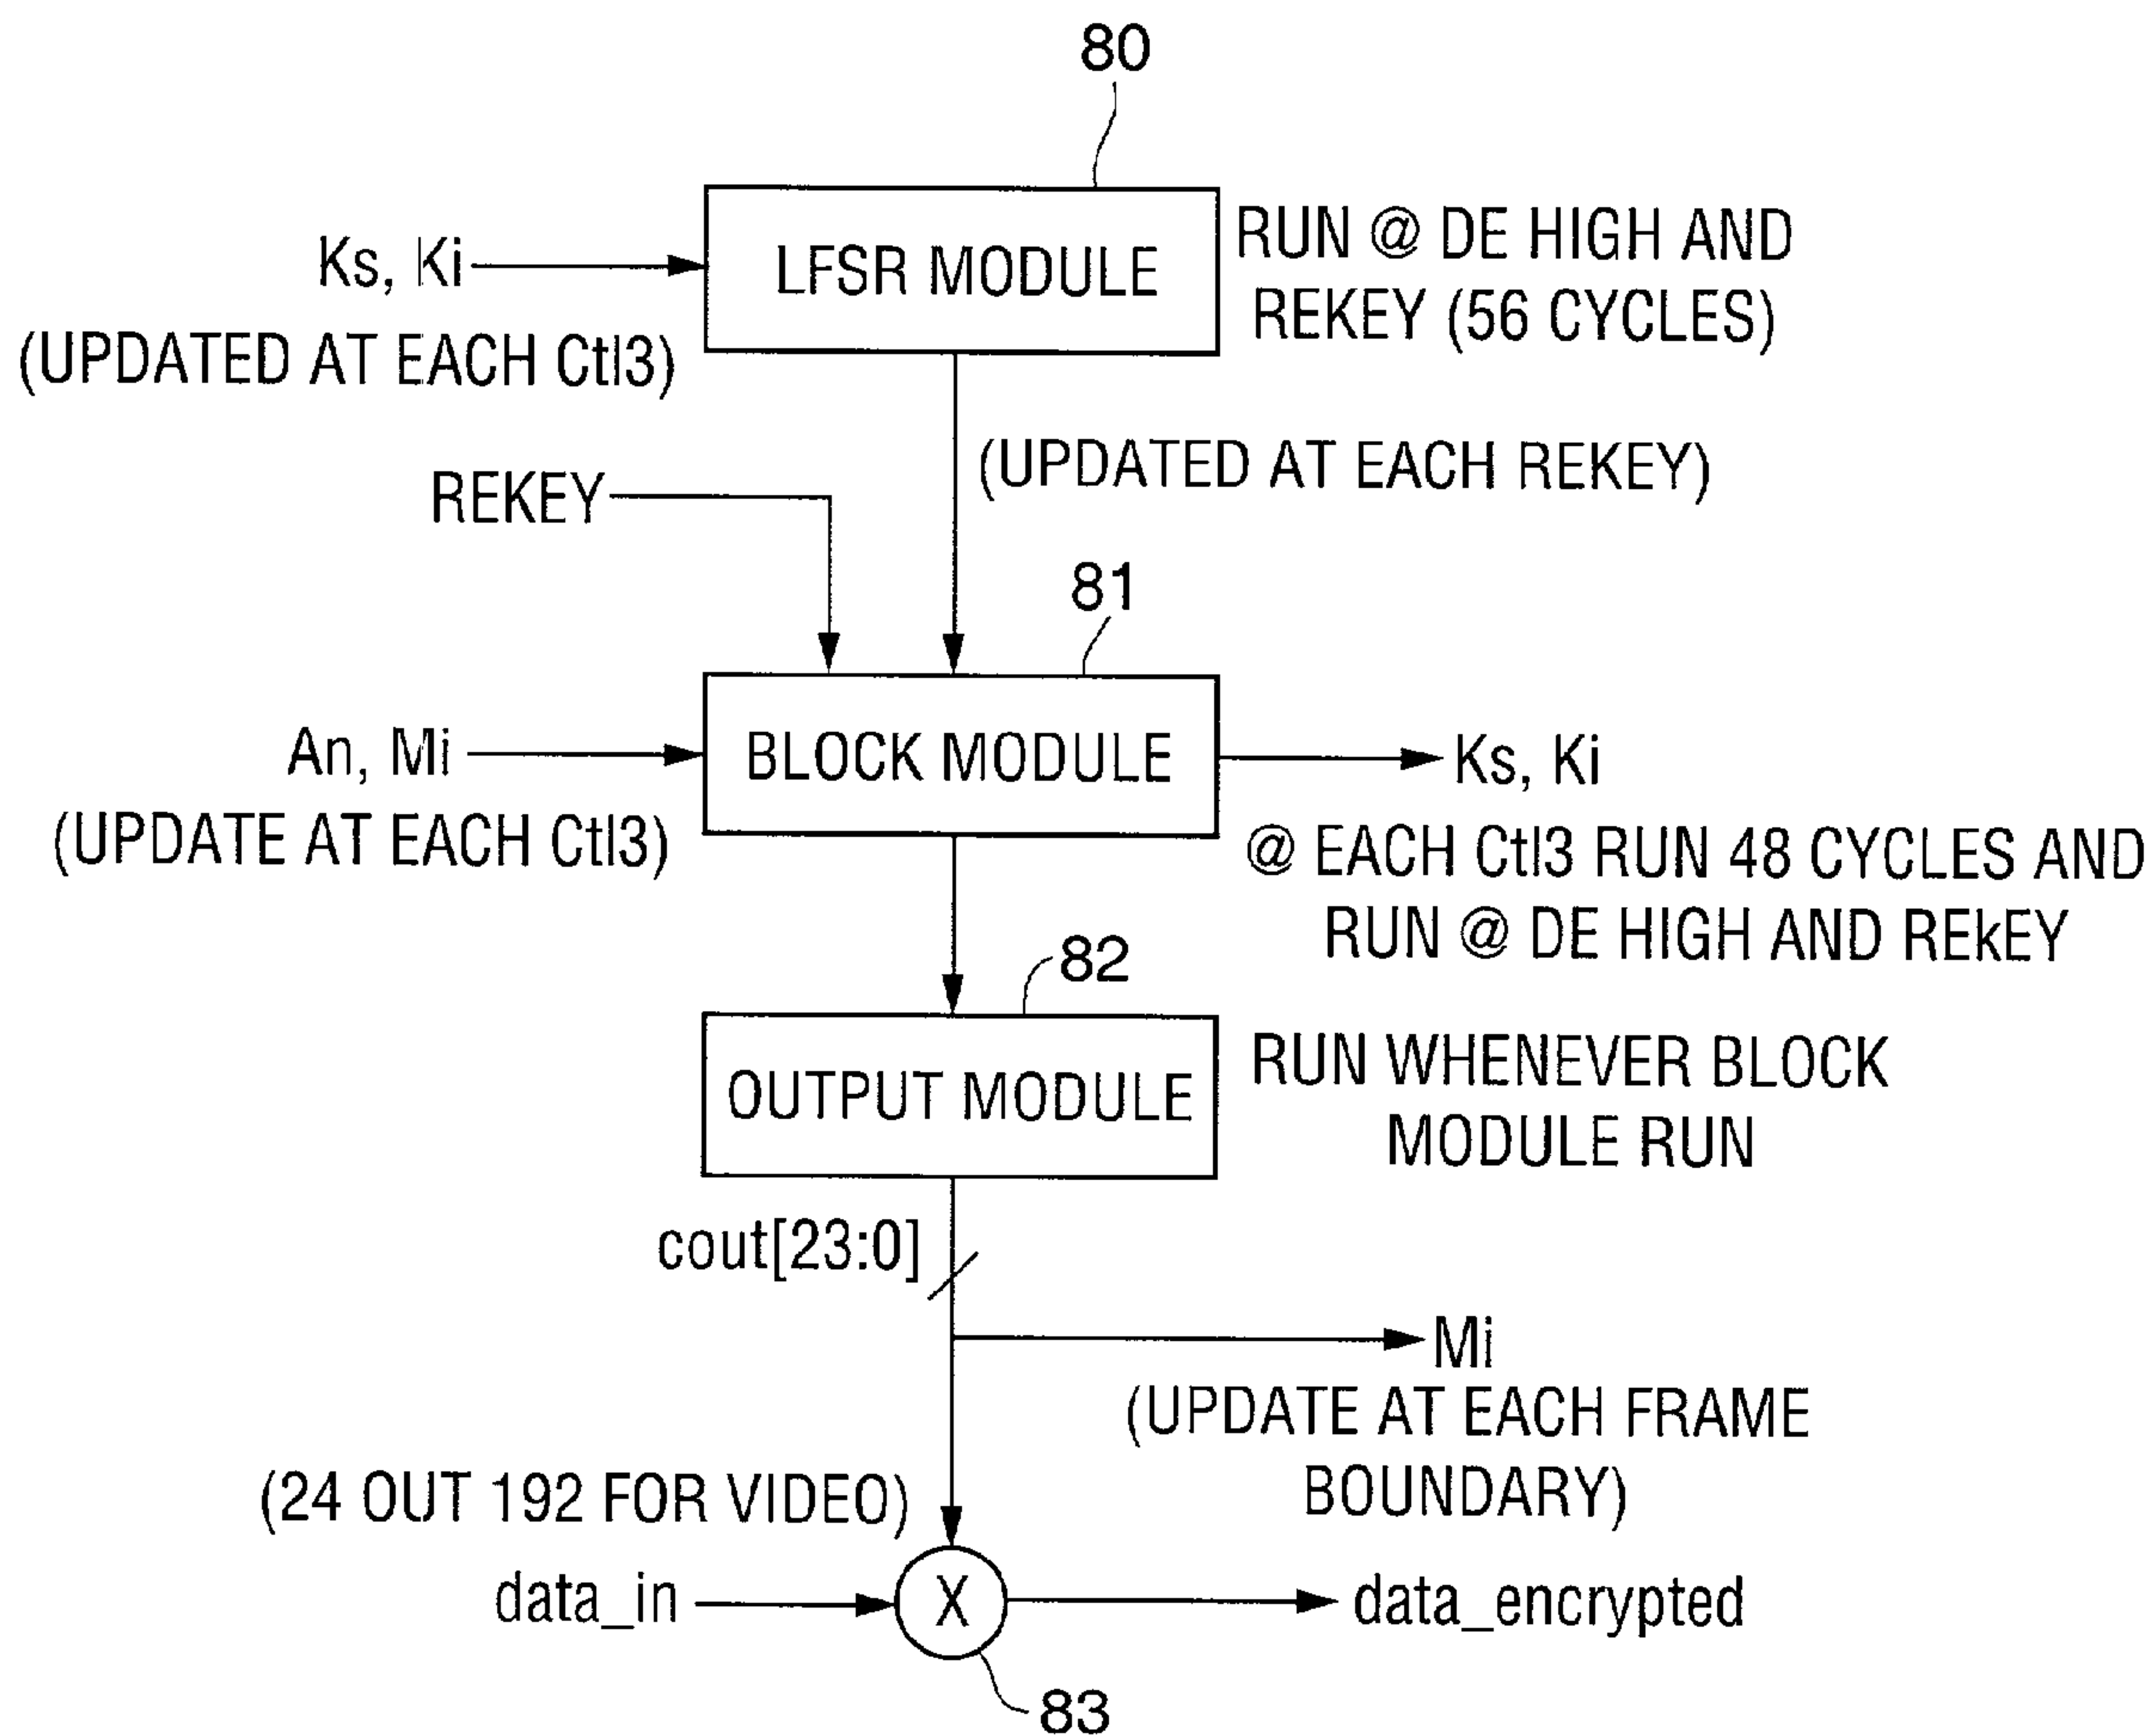 80
Ks, Ki
(UPDATED AT EACH Ctl3)
LFSR MODULE
RUN @ DE HIGH AND
REKEY (56 CYCLES)
REKEY
(UPDATED AT EACH REKEY)
81
An, Mi
(UPDATE AT EACH Ctl3)
BLOCK MODULE
Ks, Ki
@ EACH Ctl3 RUN 48 CYCLES AND
RUN @ DE HIGH AND REkEY
82
OUTPUT MODULE
RUN WHENEVER BLOCK
MODULE RUN
cout[23:0]
Mi
(UPDATE AT EACH FRAME
BOUNDARY)
(24 OUT 192 FOR VIDEO)
data_in
X
data_encrypted
83